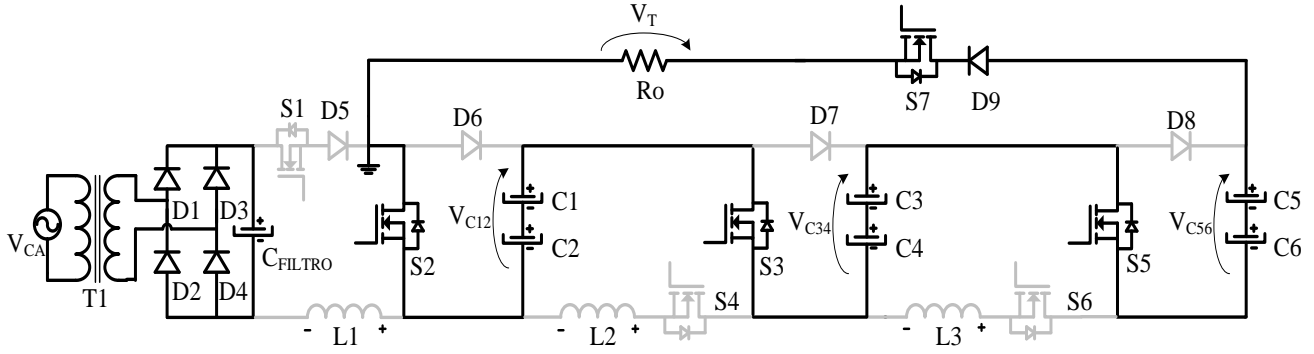 V_T
Ro
S7
D9
S1
D5
D6
D7
D8
D1
D3
V_CA
T1
D2
D4
+
-
C_FILTRO
S2
V_C12
+
-
C1
+
-
C2
S3
V_C34
+
-
C3
+
-
C4
S5
V_C56
+
-
C5
+
-
C6
- L1 +
- L2 +
S4
- L3 +
S6